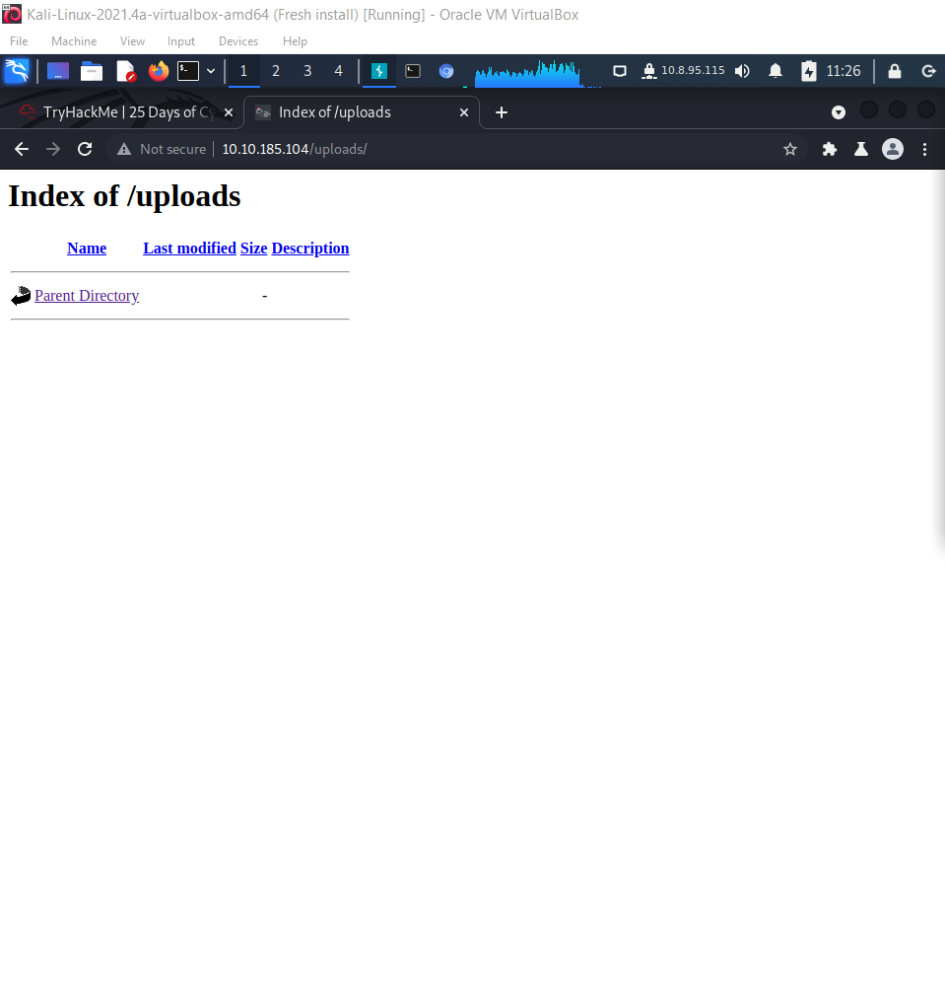 Kali-Linux-2021.4a-virtualbox-amd64 (Fresh install) [Running] - Oracle VM VirtualBox
File Machine View Input Devices Help
1 2 3 4 10.8.95.115 11:26
TryHackMe | 25 Days of Cy Index of /uploads
Not secure 10.10.185.104/uploads/
Index of /uploads
Name Last modified Size Description
Parent Directory -